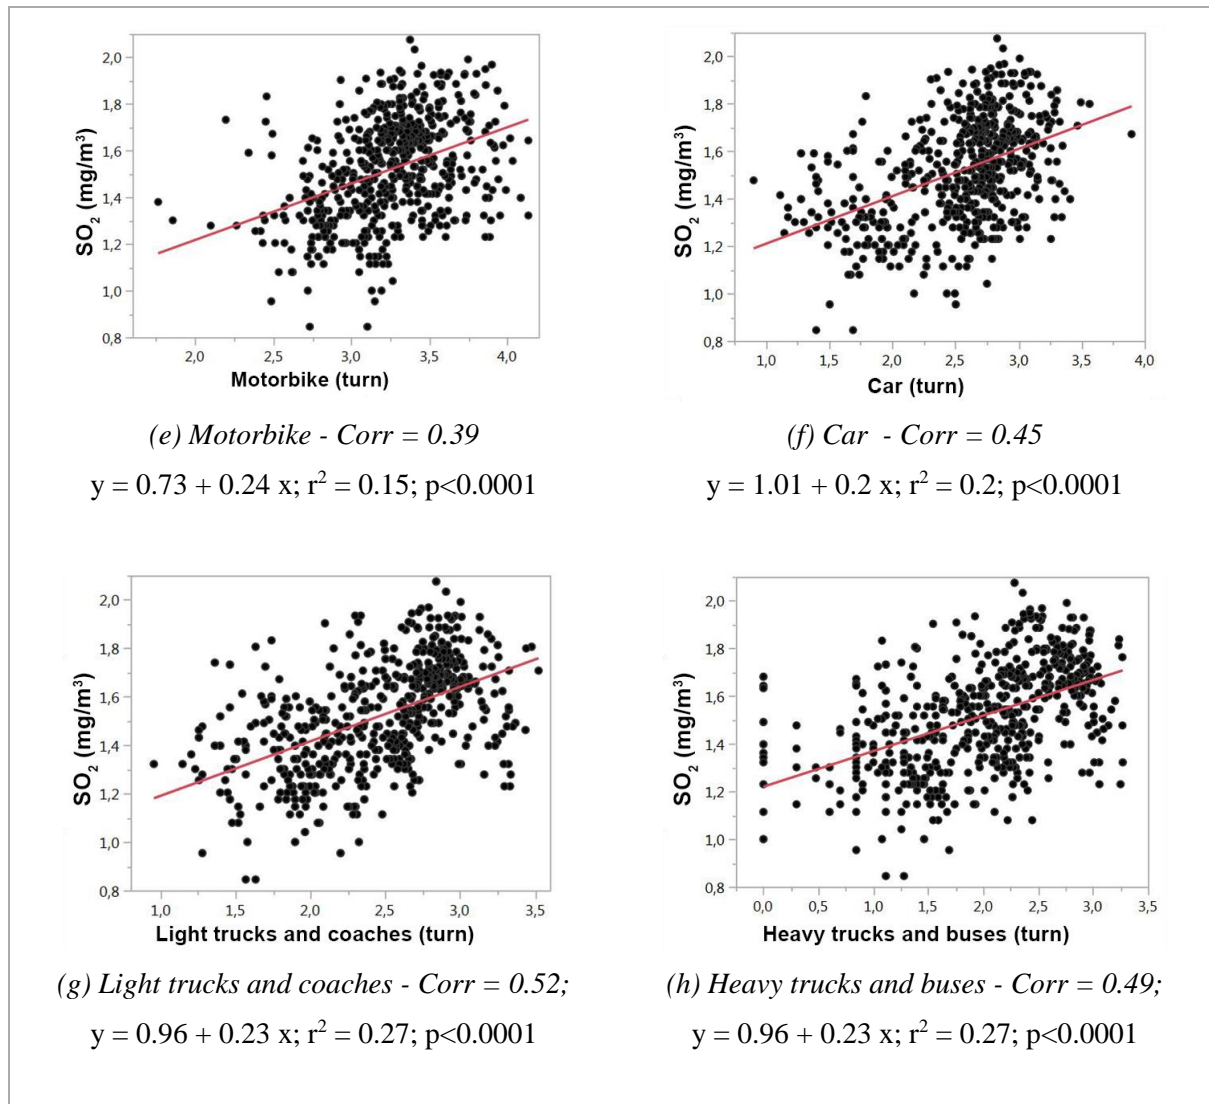 2,0
1,8
1,6
1,4
1,2
1,0
0,8
SO2 (mg/m3)
2,0 2,5 3,0 3,5 4,0
Motorbike (turn)
(e) Motorbike - Corr = 0.39
y = 0.73 + 0.24 x; r2 = 0.15; p<0.0001
2,0
1,8
1,6
1,4
1,2
1,0
0,8
SO2 (mg/m3)
1,0 1,5 2,0 2,5 3,0 3,5 4,0
Car (turn)
(f) Car - Corr = 0.45
y = 1.01 + 0.2 x; r2 = 0.2; p<0.0001
2,0
1,8
1,6
1,4
1,2
1,0
0,8
SO2 (mg/m3)
1,0 1,5 2,0 2,5 3,0 3,5
Light trucks and coaches (turn)
(g) Light trucks and coaches - Corr = 0.52;
y = 0.96 + 0.23 x; r2 = 0.27; p<0.0001
2,0
1,8
1,6
1,4
1,2
1,0
0,8
SO2 (mg/m3)
0,0 0,5 1,0 1,5 2,0 2,5 3,0 3,5
Heavy trucks and buses (turn)
(h) Heavy trucks and buses - Corr = 0.49;
y = 0.96 + 0.23 x; r2 = 0.27; p<0.0001